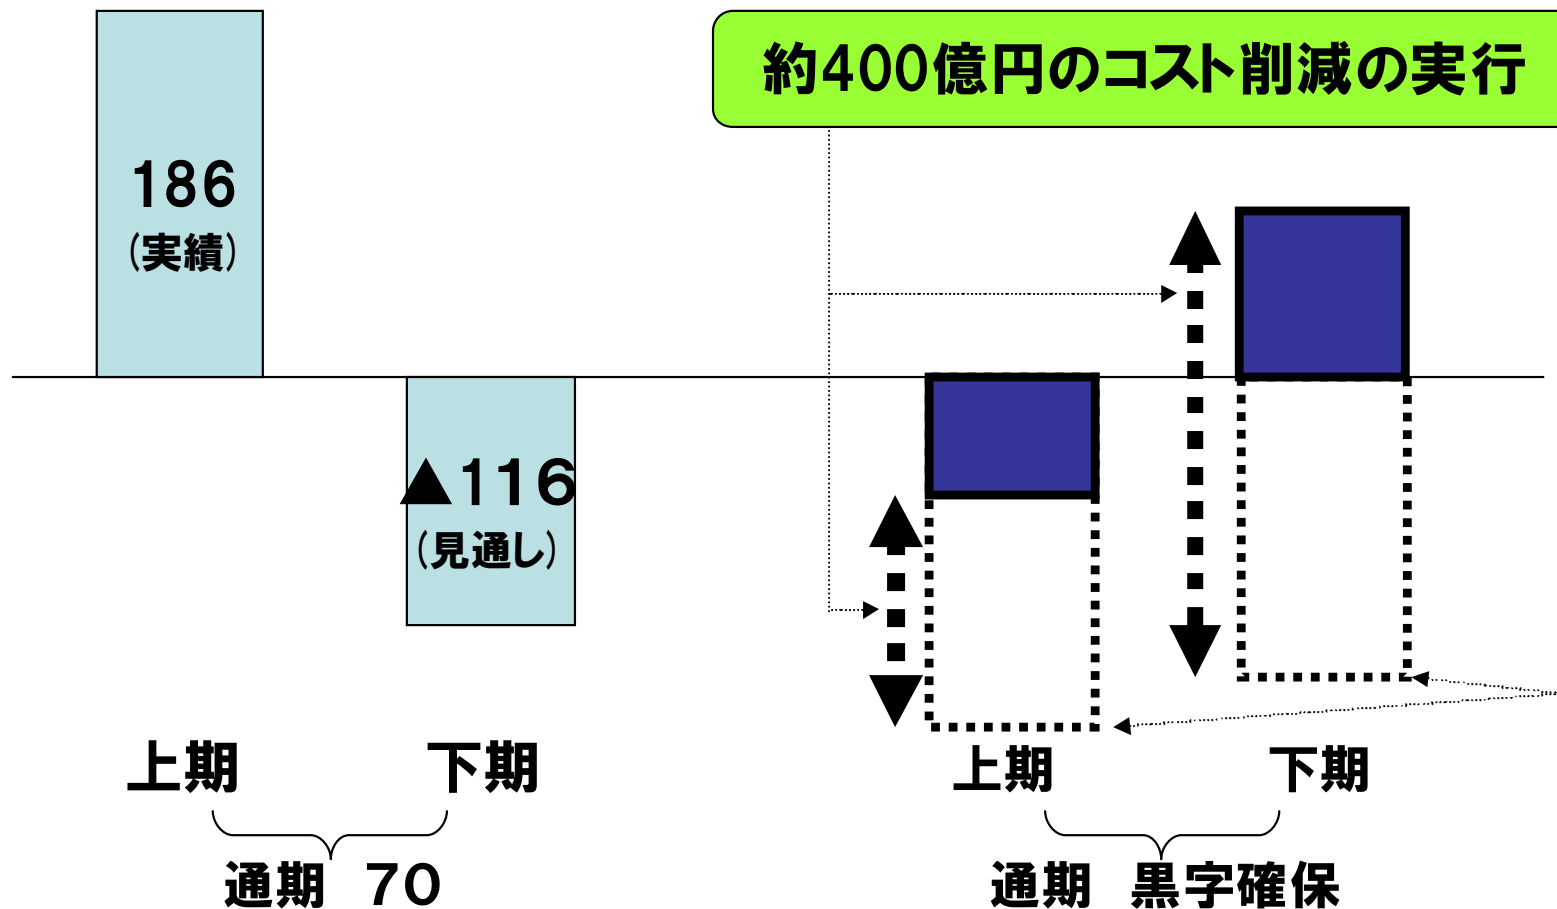 約400億円のコスト削減の実行
186
(実績)
▲116
(見通し)
上期 下期 上期 下期
通期 70 通期 黒字確保